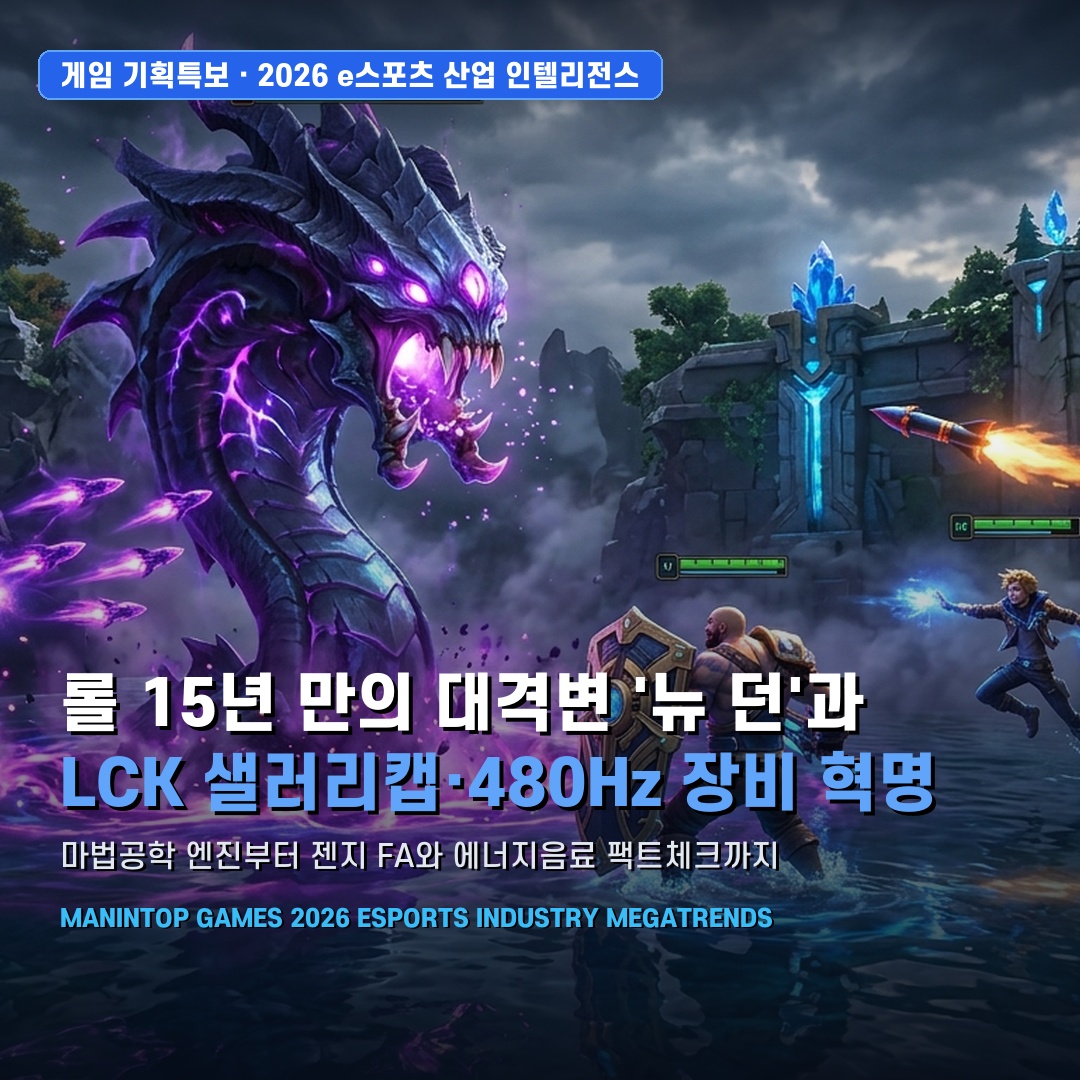 게임 기획특보 · 2026 e스포츠 산업 인텔리전스
롤 15년 만의 대격변 '뉴 던'과
LCK 샐러리캡·480Hz 장비 혁명
마법공학 엔진부터 젠지 FA와 에너지음료 팩트체크까지
MANINTOP GAMES 2026 ESPORTS INDUSTRY MEGATRENDS